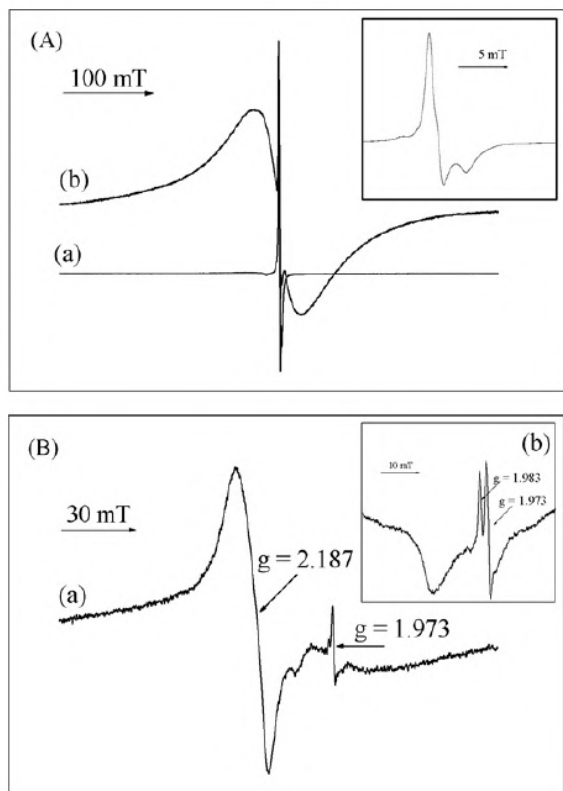 (A)
100 mT
5 mT
(b)
(a)
(B)
(b)
10 mT
g = 1.983
g = 1.973
30 mT
g = 2.187
(a)
g = 1.973